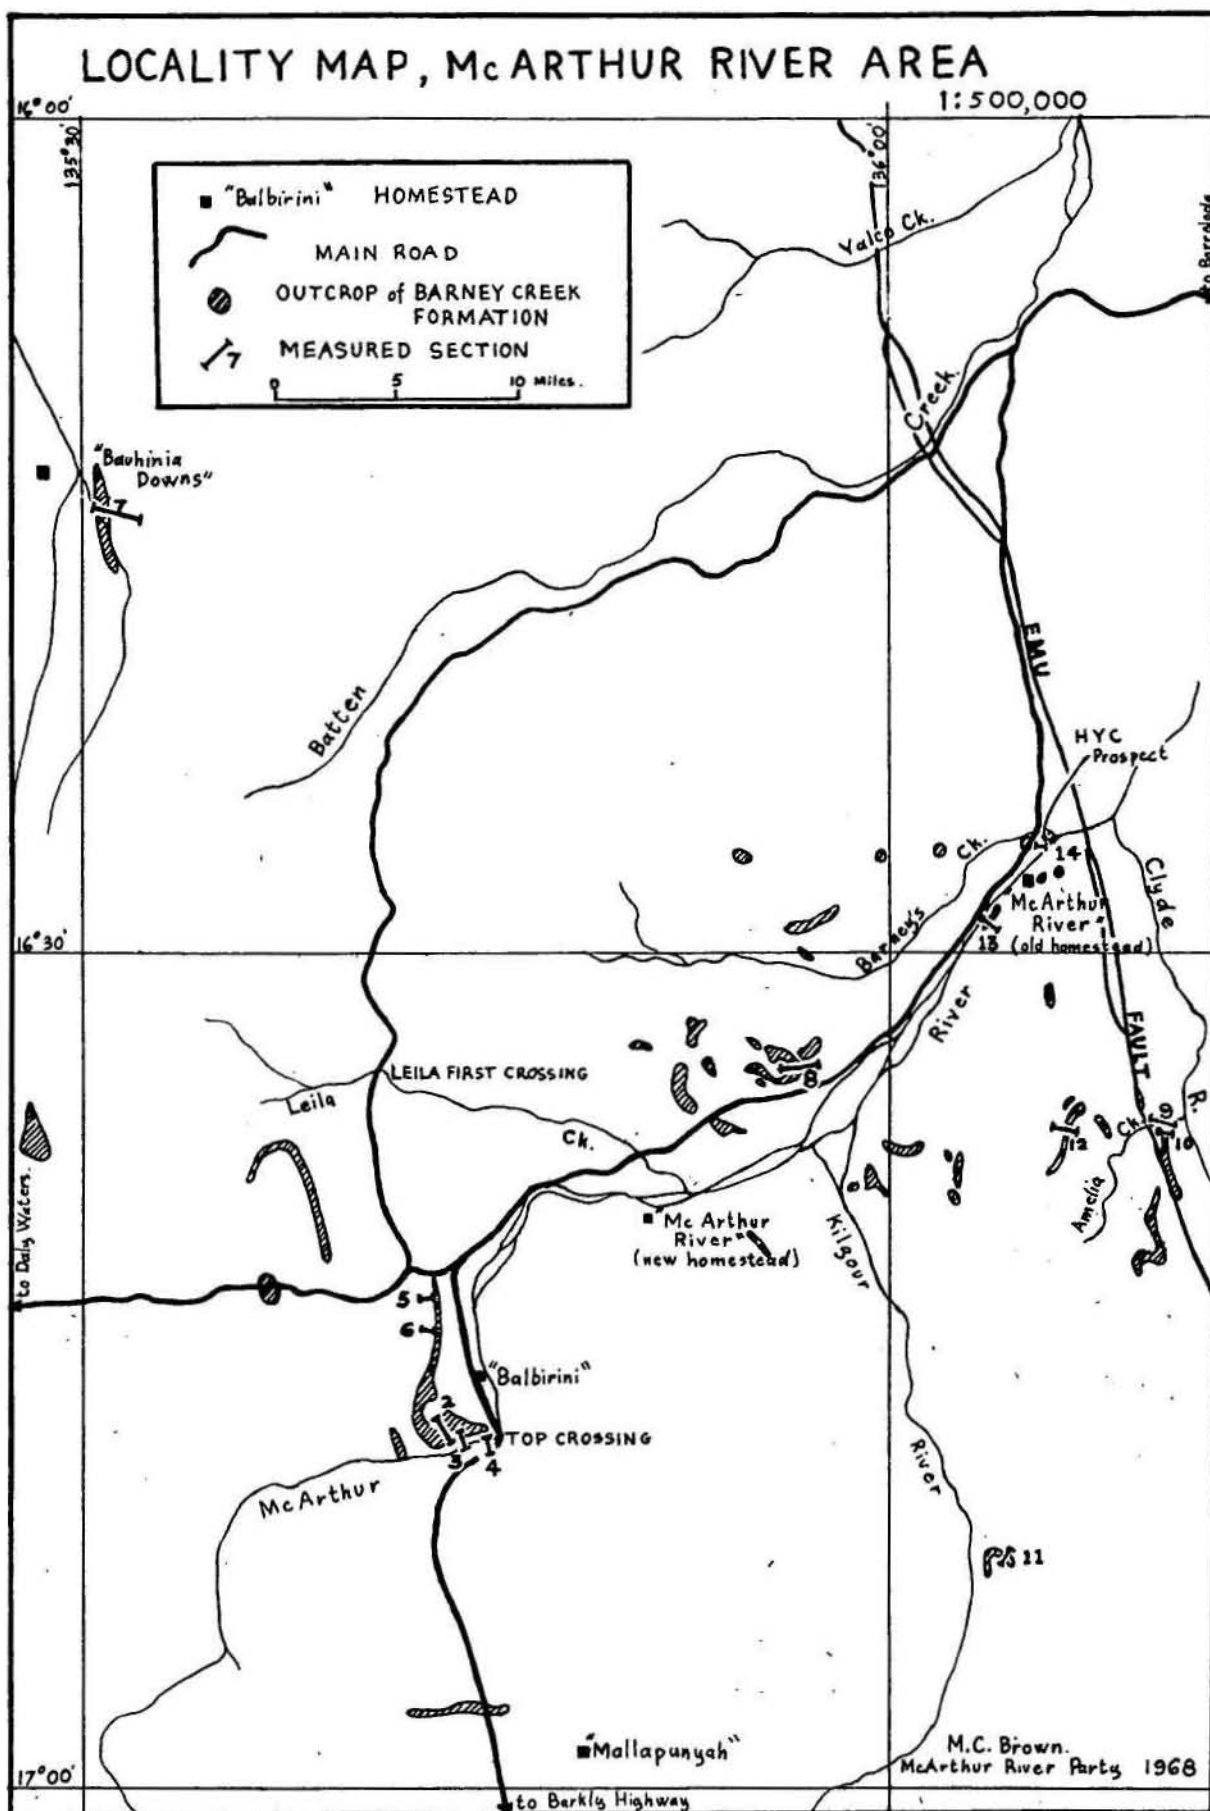 LOCALITY MAP, McARTHUR RIVER AREA
1:500,000
16°00'
135°30'
136°00'
"Balbirini" HOMESTEAD
MAIN ROAD
OUTCROP of BARNEY CREEK
FORMATION
7 MEASURED SECTION
0 5 10 Miles.
Yalco Ck.
Creek
"Bauhinia
Downs"
7
EMU
Batten
HYC
Prospect
Ck.
14
Clyde
"McArthur
River"
(old homestead)
13
Barney's
16°30'
River
FAULT
LEILA FIRST CROSSING
Leila
8
R.
Ck.
Ck.
9
12
10
Amelia
to Daly Waters.
"Mc Arthur
River"
(new homestead)
Kilgour
5
6
"Balbirini"
2
TOP CROSSING
3
4
McArthur
River
11
"Mallapunyah"
M.C. Brown.
McArthur River Party 1968
17°00'
to Barkly Highway